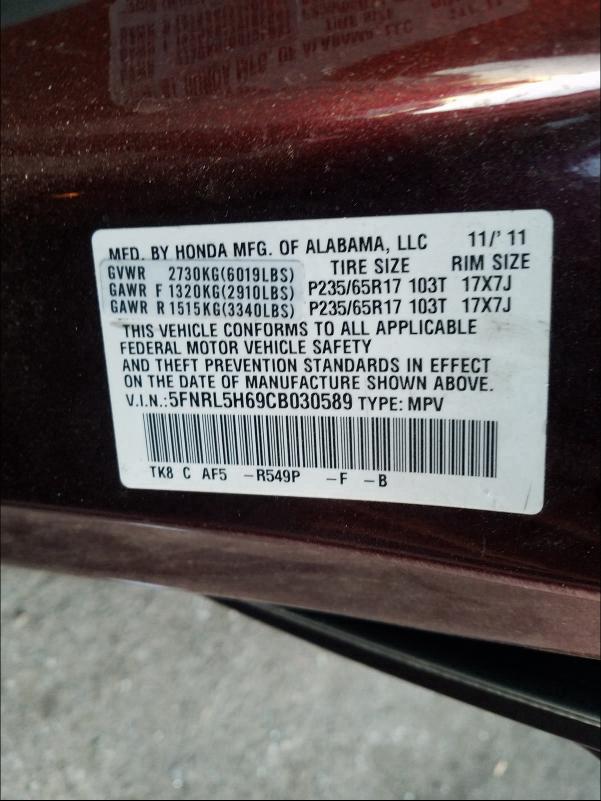 MFD. BY HONDA MFG. OF ALABAMA, LLC 11/'11
GVWR 2730KG(6019LBS) TIRE SIZE RIM SIZE
GAWR F 1320KG(2910LBS) P235/65R17 103T 17X7J
GAWR R 1515KG(3340LBS) P235/65R17 103T 17X7J
THIS VEHICLE CONFORMS TO ALL APPLICABLE
FEDERAL MOTOR VEHICLE SAFETY
AND THEFT PREVENTION STANDARDS IN EFFECT
ON THE DATE OF MANUFACTURE SHOWN ABOVE.
V.I.N.:5FNRL5H69CB030589 TYPE: MPV
TK8 C AF5 -R549P -F -B